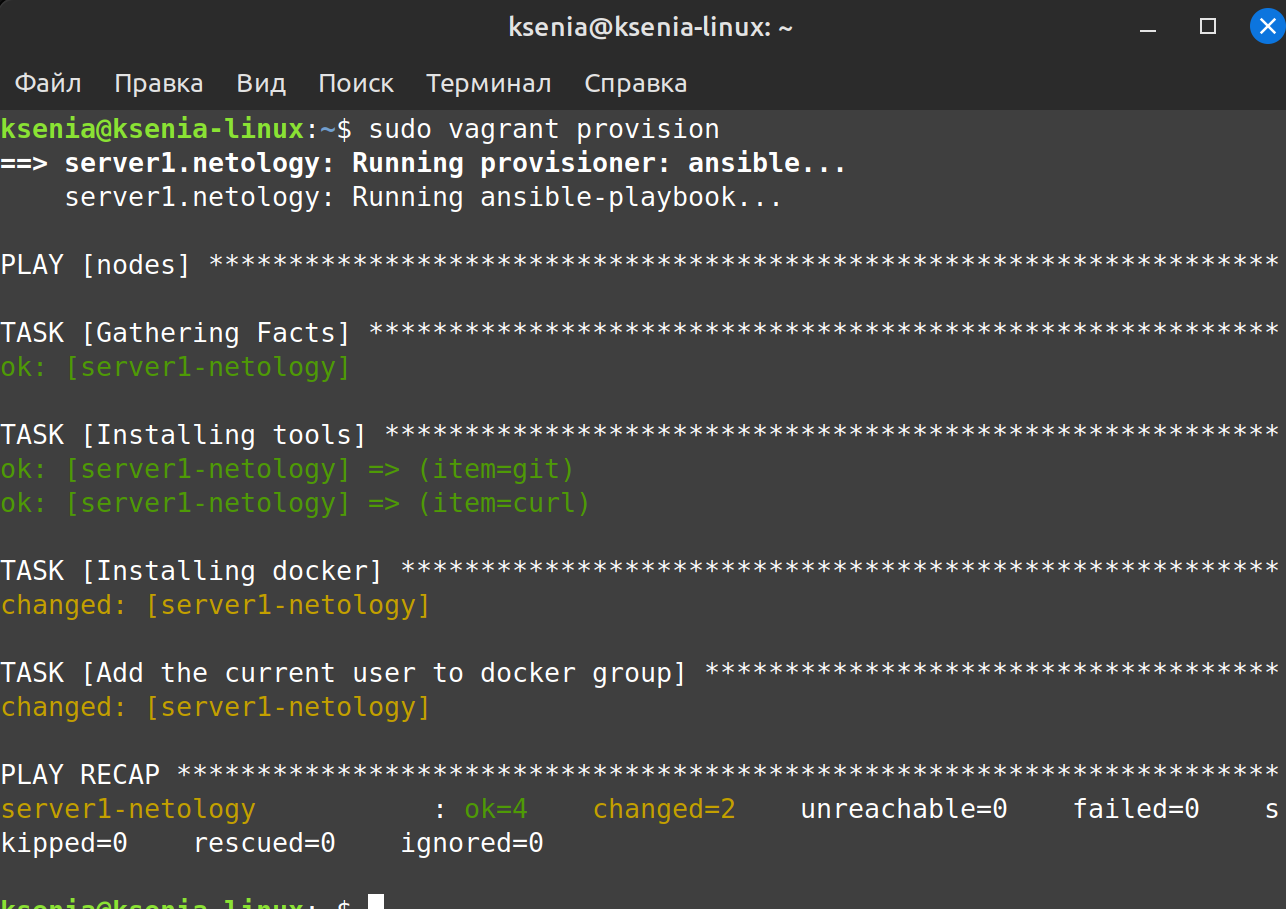 ksenia@ksenia-linux: ~
Файл Правка Вид Поиск Терминал Справка
ksenia@ksenia-linux:~$ sudo vagrant provision
==> server1.netology: Running provisioner: ansible...
    server1.netology: Running ansible-playbook...
PLAY [nodes] *******************************************************************
TASK [Gathering Facts] *********************************************************
ok: [server1-netology]
TASK [Installing tools] ********************************************************
ok: [server1-netology] => (item=git)
ok: [server1-netology] => (item=curl)
TASK [Installing docker] *******************************************************
changed: [server1-netology]
TASK [Add the current user to docker group] ************************************
changed: [server1-netology]
PLAY RECAP *********************************************************************
server1-netology           : ok=4    changed=2    unreachable=0    failed=0    s
kipped=0    rescued=0    ignored=0
ksenia@ksenia-linux:~$